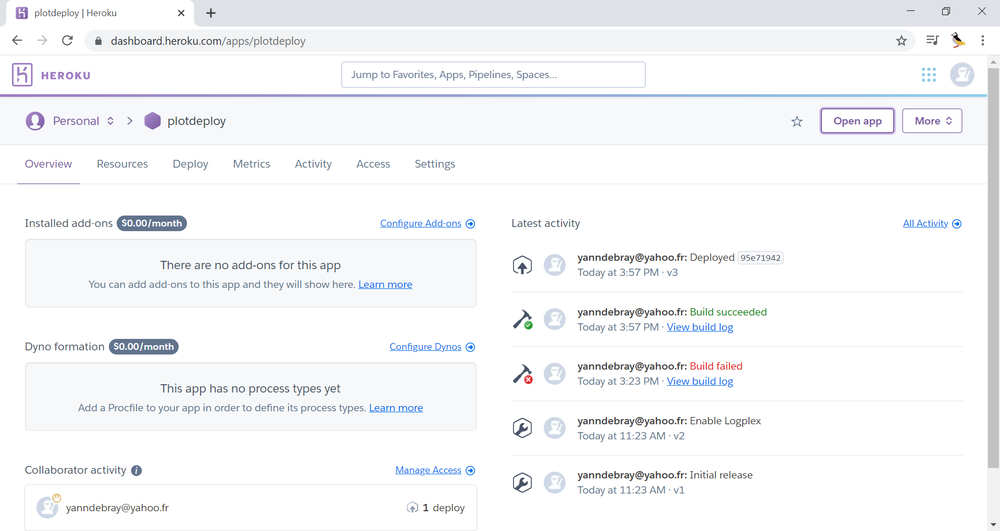 plotdeploy | Heroku
dashboard.heroku.com/apps/plotdeploy
HEROKU
Jump to Favorites, Apps, Pipelines, Spaces...
Personal
plotdeploy
Open app
More
Overview
Resources
Deploy
Metrics
Activity
Access
Settings
Installed add-ons $0.00/month
Configure Add-ons
There are no add-ons for this app
You can add add-ons to this app and they will show here. Learn more
Dyno formation $0.00/month
Configure Dynos
This app has no process types yet
Add a Procfile to your app in order to define its process types. Learn more
Collaborator activity i
Manage Access
yanndebray@yahoo.fr
1 deploy
Latest activity
All Activity
yanndebray@yahoo.fr: Deployed 95e71942
Today at 3:57 PM · v3
yanndebray@yahoo.fr: Build succeeded
Today at 3:57 PM · View build log
yanndebray@yahoo.fr: Build failed
Today at 3:23 PM · View build log
yanndebray@yahoo.fr: Enable Logplex
Today at 11:23 AM · v2
yanndebray@yahoo.fr: Initial release
Today at 11:23 AM · v1